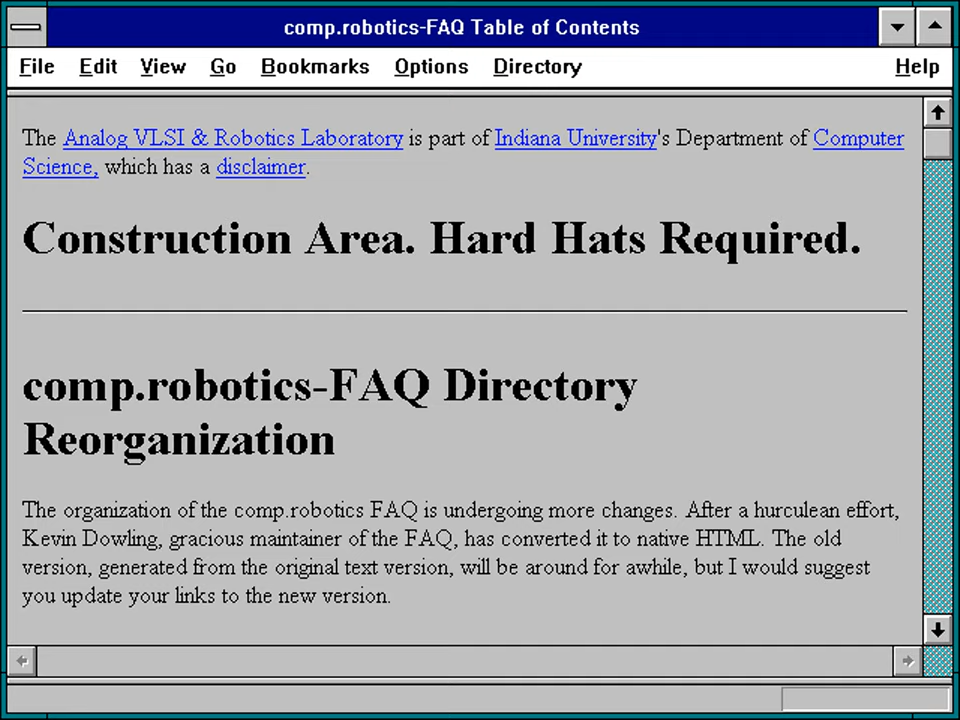 comp.robotics-FAQ Table of Contents
File Edit View Go Bookmarks Options Directory Help
The Analog VLSI & Robotics Laboratory is part of Indiana University's Department of Computer
Science, which has a disclaimer.
Construction Area. Hard Hats Required.
comp.robotics-FAQ Directory
Reorganization
The organization of the comp.robotics FAQ is undergoing more changes. After a hurculean effort,
Kevin Dowling, gracious maintainer of the FAQ, has converted it to native HTML. The old
version, generated from the original text version, will be around for awhile, but I would suggest
you update your links to the new version.